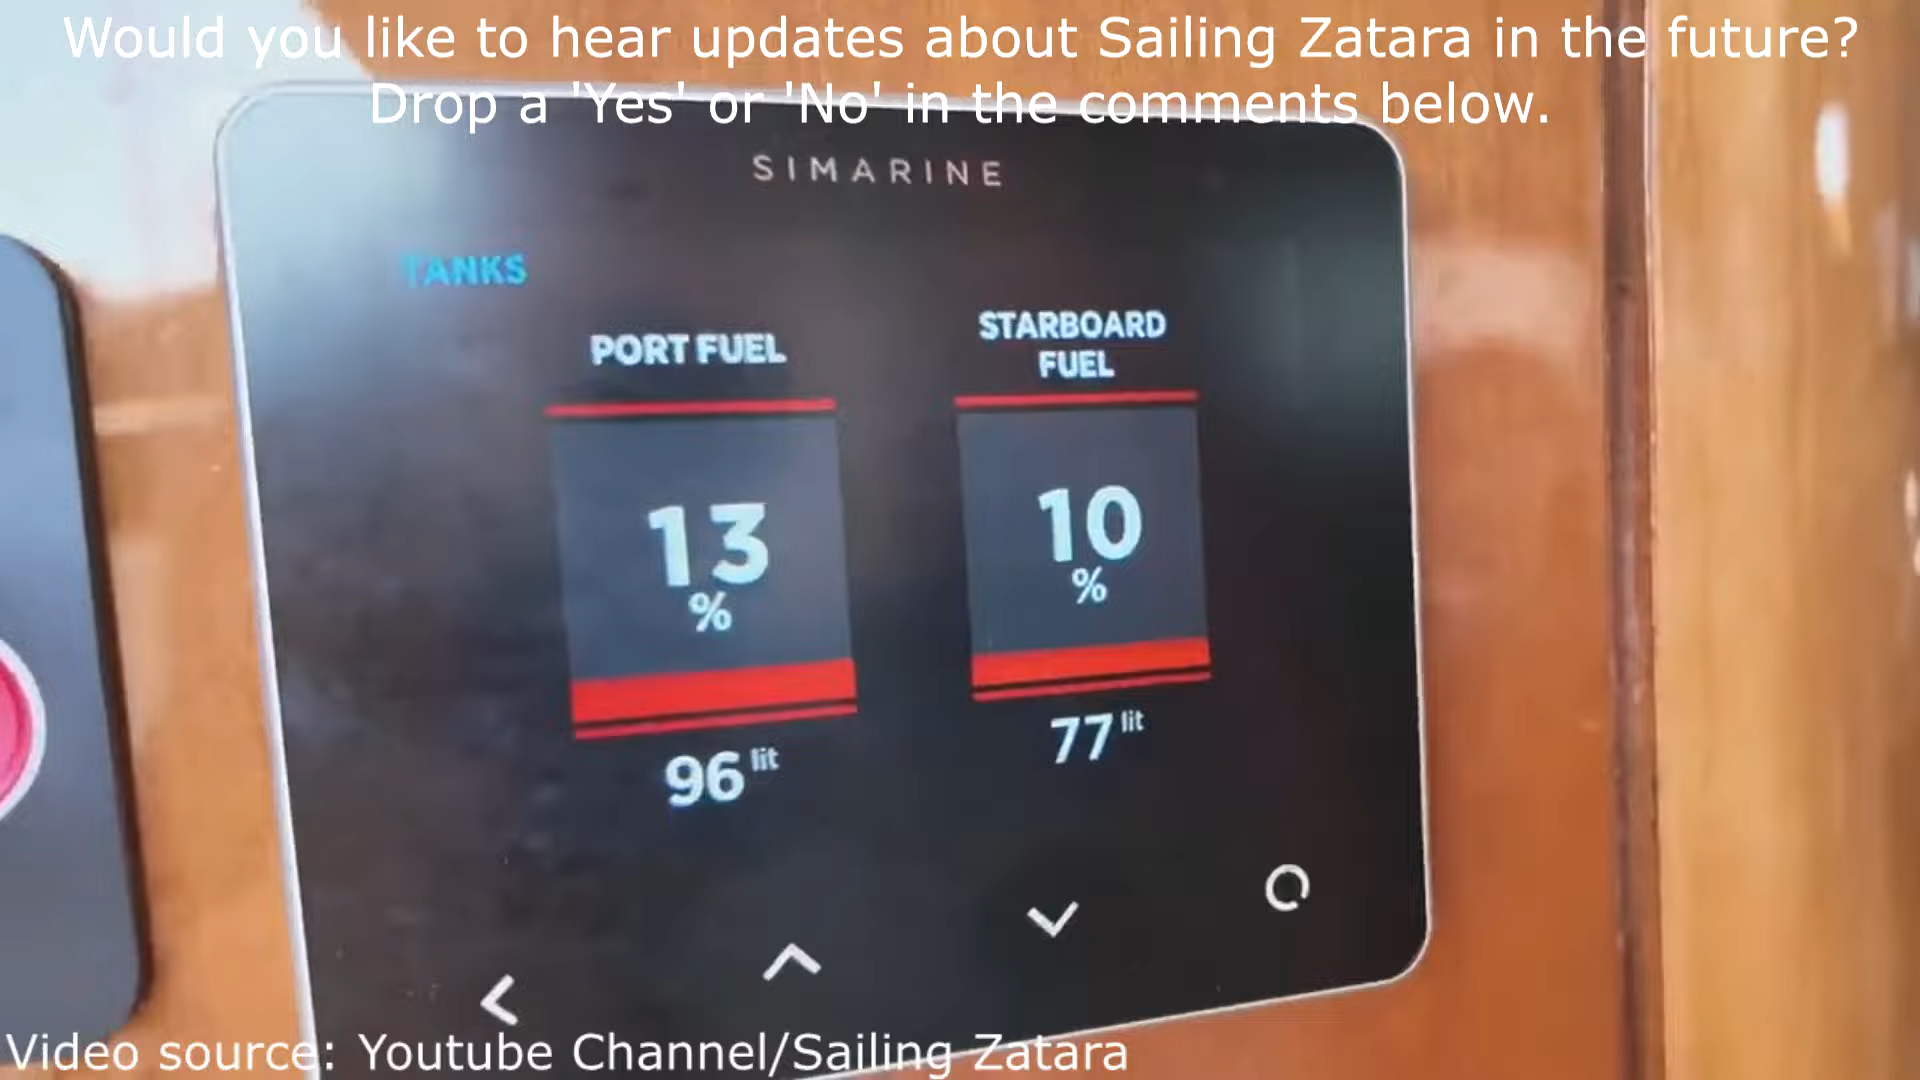 Would you like to hear updates about Sailing Zatara in the future?
Drop a 'Yes' or 'No' in the comments below.
SIMARINE
TANKS
PORT FUEL
STARBOARD
FUEL
13
%
10
%
96 lit
77 lit
Video source: Youtube Channel/Sailing Zatara